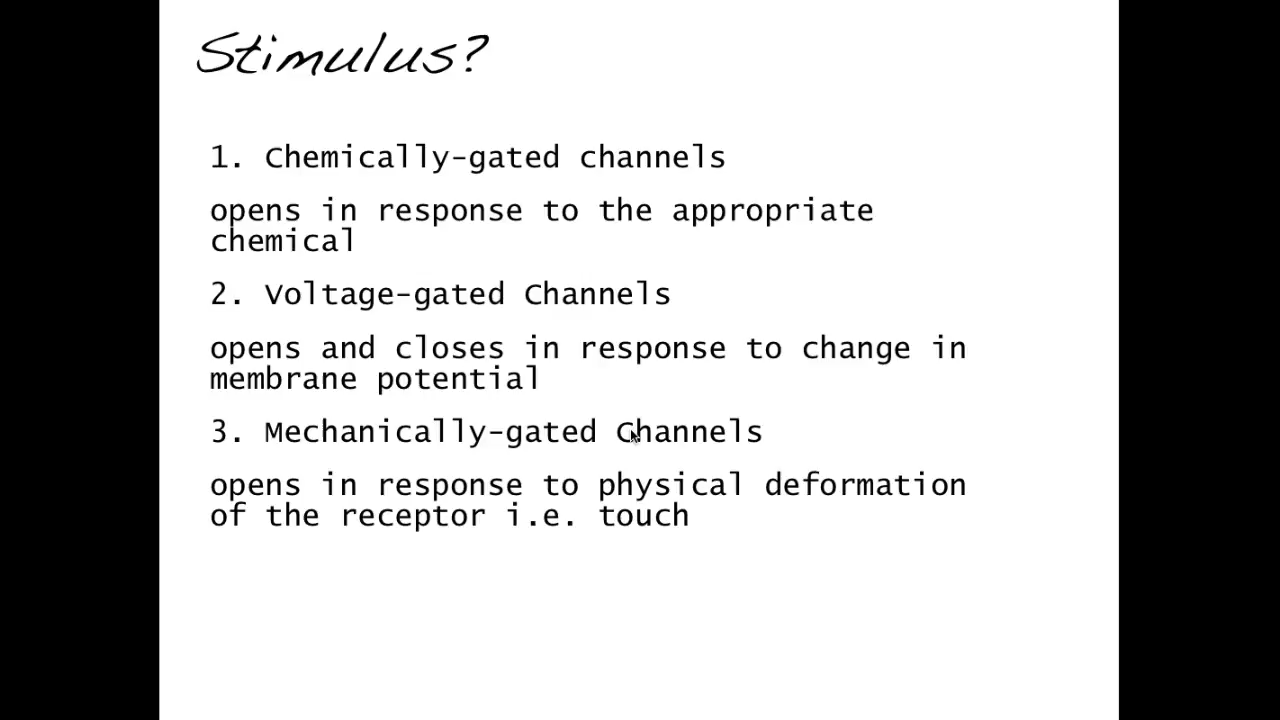 Stimulus?
1. Chemically-gated channels
opens in response to the appropriate
chemical
2. Voltage-gated Channels
opens and closes in response to change in
membrane potential
3. Mechanically-gated Channels
opens in response to physical deformation
of the receptor i.e. touch